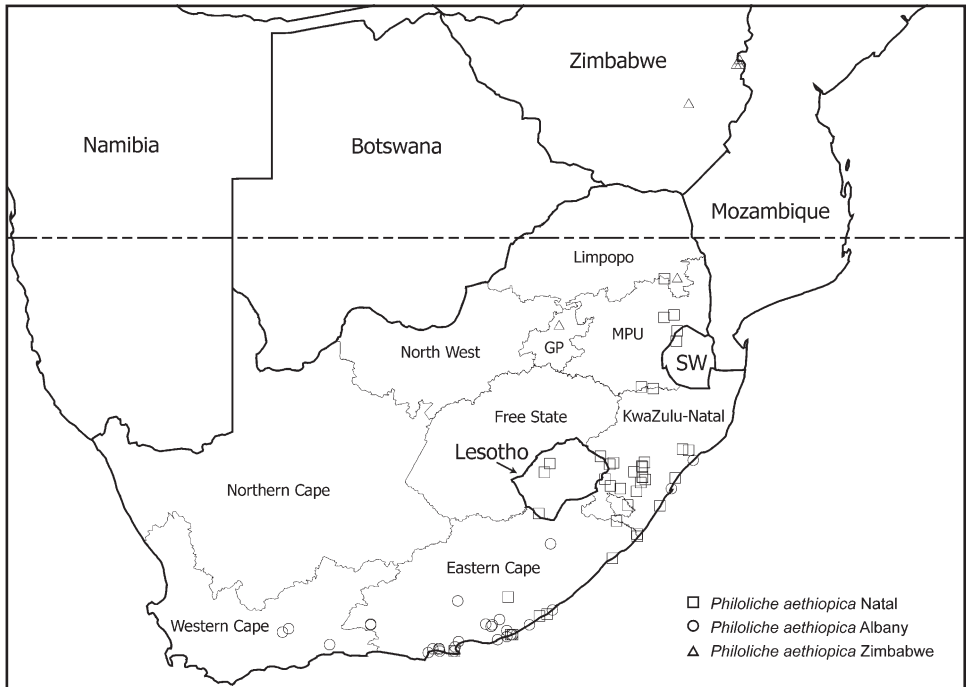 Zimbabwe
Namibia
Botswana
Mozambique
Limpopo
North West
GP
MPU
SW
Free State
KwaZulu-Natal
Lesotho
Northern Cape
Eastern Cape
Western Cape
Philoliche aethiopica Natal
Philoliche aethiopica Albany
Philoliche aethiopica Zimbabwe